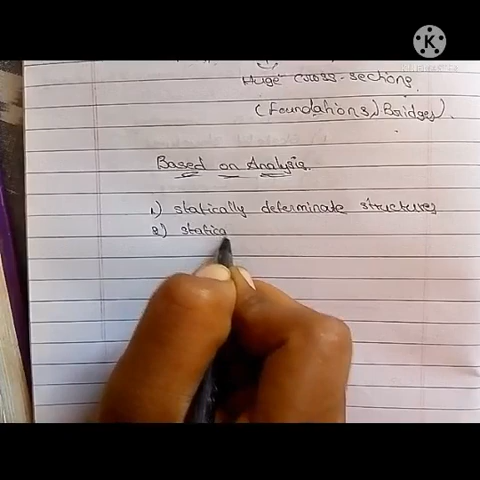 Huge cross-sections
(Foundations, Bridges).
Based on Analysis.
1) statically determinate structures
2) statica